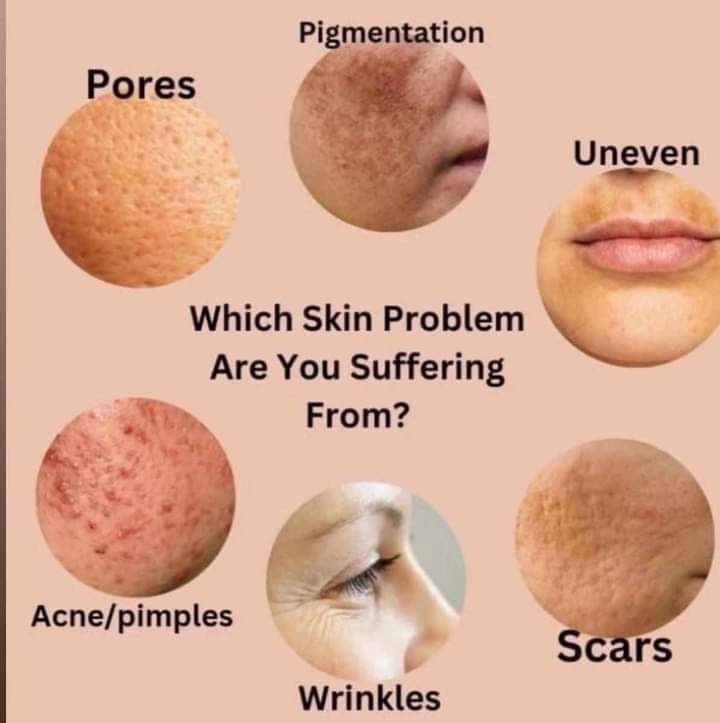 Pigmentation
Pores
Uneven
Which Skin Problem
Are You Suffering
From?
Acne/pimples
Scars
Wrinkles